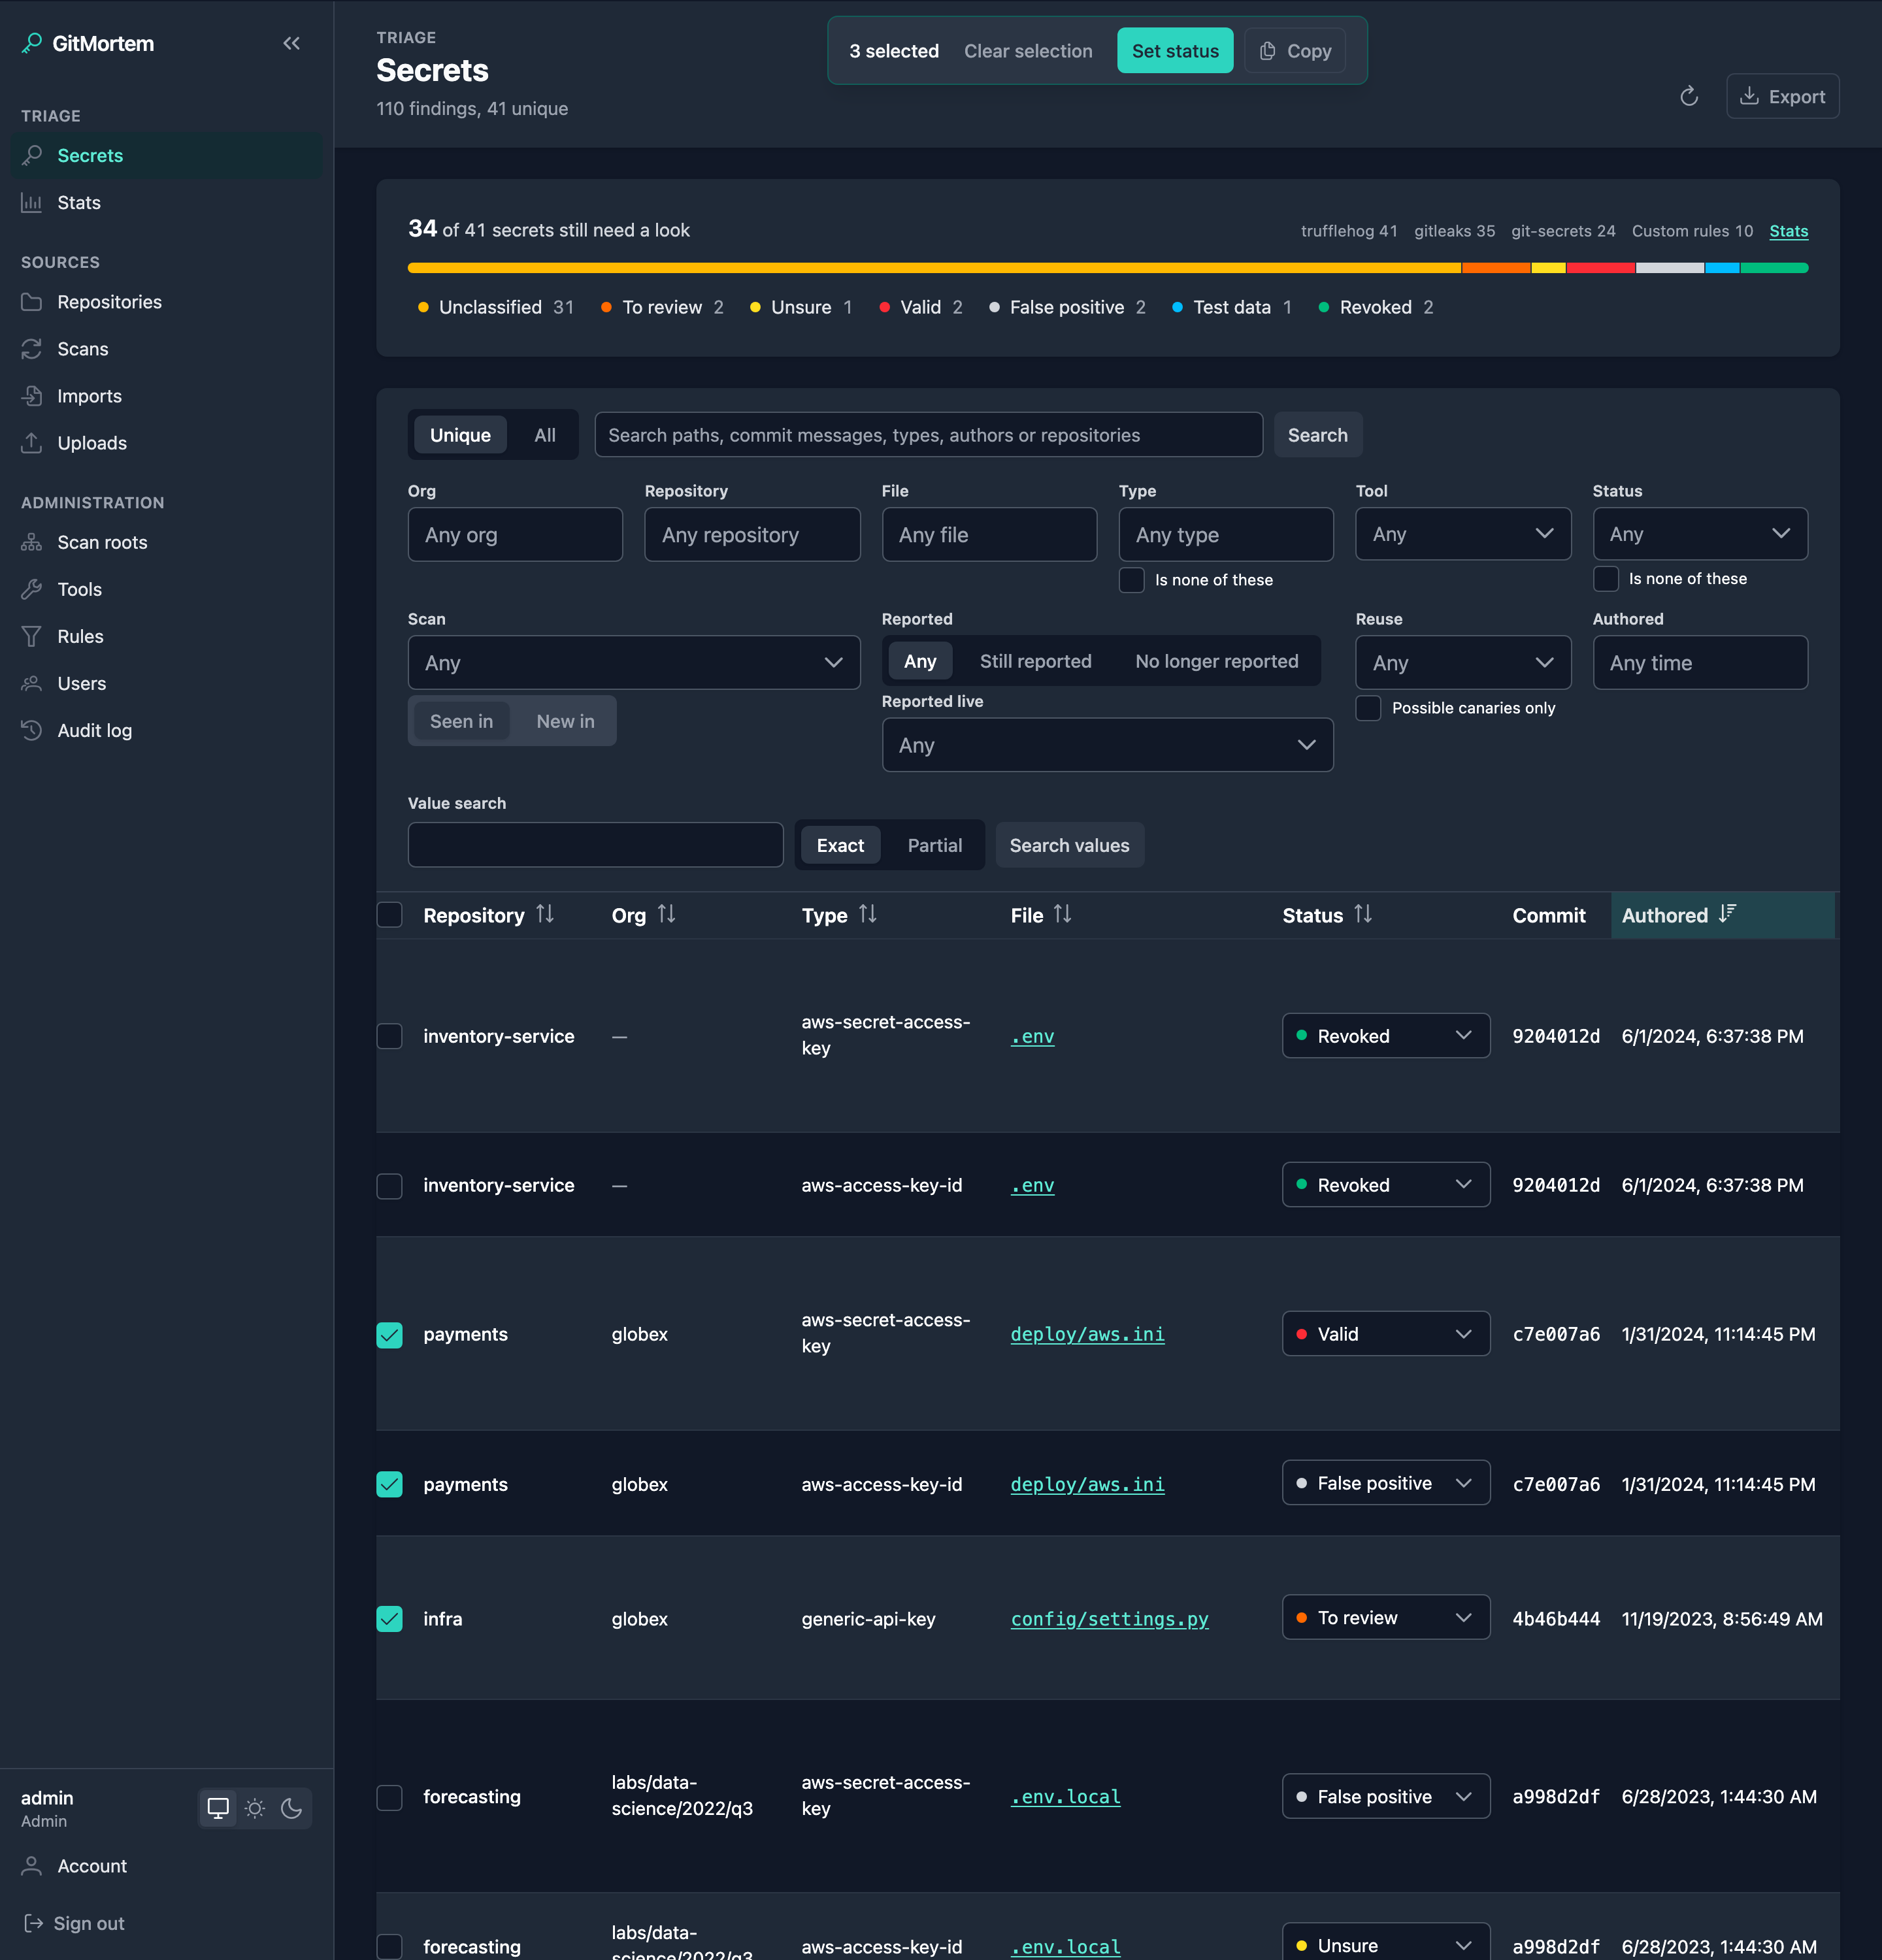 GitMortem
TRIAGE
Secrets
Stats
SOURCES
Repositories
Scans
Imports
Uploads
ADMINISTRATION
Scan roots
Tools
Rules
Users
Audit log
admin
Admin
Account
Sign out
TRIAGE
Secrets
110 findings, 41 unique
3 selected Clear selection Set status Copy
Export
34 of 41 secrets still need a look
trufflehog 41 gitleaks 35 git-secrets 24 Custom rules 10 Stats
Unclassified 31 To review 2 Unsure 1 Valid 2 False positive 2 Test data 1 Revoked 2
Unique All Search paths, commit messages, types, authors or repositories Search
Org Repository File Type Tool Status
Any org Any repository Any file Any type Any Any
Is none of these Is none of these
Scan Reported Reuse Authored
Any Any Still reported No longer reported Any Any time
Reported live Possible canaries only
Seen in New in Any
Value search
Exact Partial Search values
Repository Org Type File Status Commit Authored
inventory-service — aws-secret-access-
key .env Revoked 9204012d 6/1/2024, 6:37:38 PM
inventory-service — aws-access-key-id .env Revoked 9204012d 6/1/2024, 6:37:38 PM
payments globex aws-secret-access-
key deploy/aws.ini Valid c7e007a6 1/31/2024, 11:14:45 PM
payments globex aws-access-key-id deploy/aws.ini False positive c7e007a6 1/31/2024, 11:14:45 PM
infra globex generic-api-key config/settings.py To review 4b46b444 11/19/2023, 8:56:49 AM
forecasting labs/data-
science/2022/q3 aws-secret-access-
key .env.local False positive a998d2df 6/28/2023, 1:44:30 AM
forecasting labs/data-
science/2022/q3 aws-access-key-id .env.local Unsure a998d2df 6/28/2023, 1:44:30 AM